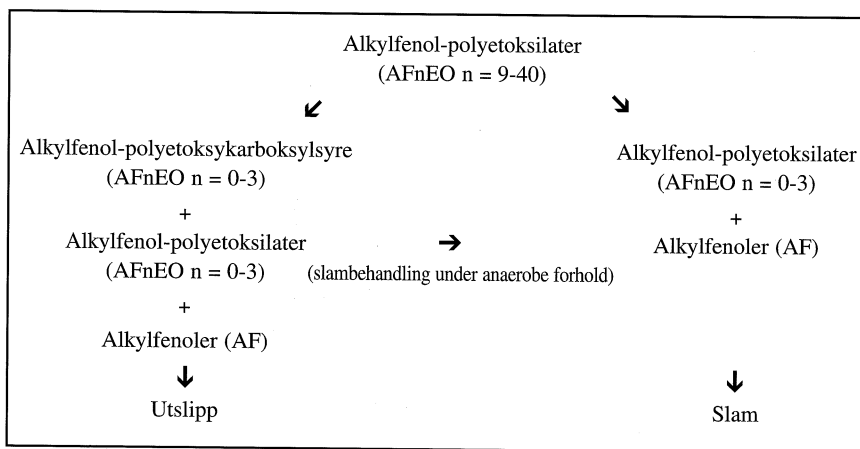 Alkylfenol-polyetoksilater
(AFnEO n = 9-40)
Alkylfenol-polyetoksykarboksylsyre
(AFnEO n = 0-3)
+
Alkylfenol-polyetoksilater
(AFnEO n = 0-3)
+
Alkylfenoler (AF)
Utslipp
(slambehandling under anaerobe forhold)
Alkylfenol-polyetoksilater
(AFnEO n = 0-3)
+
Alkylfenoler (AF)
Slam